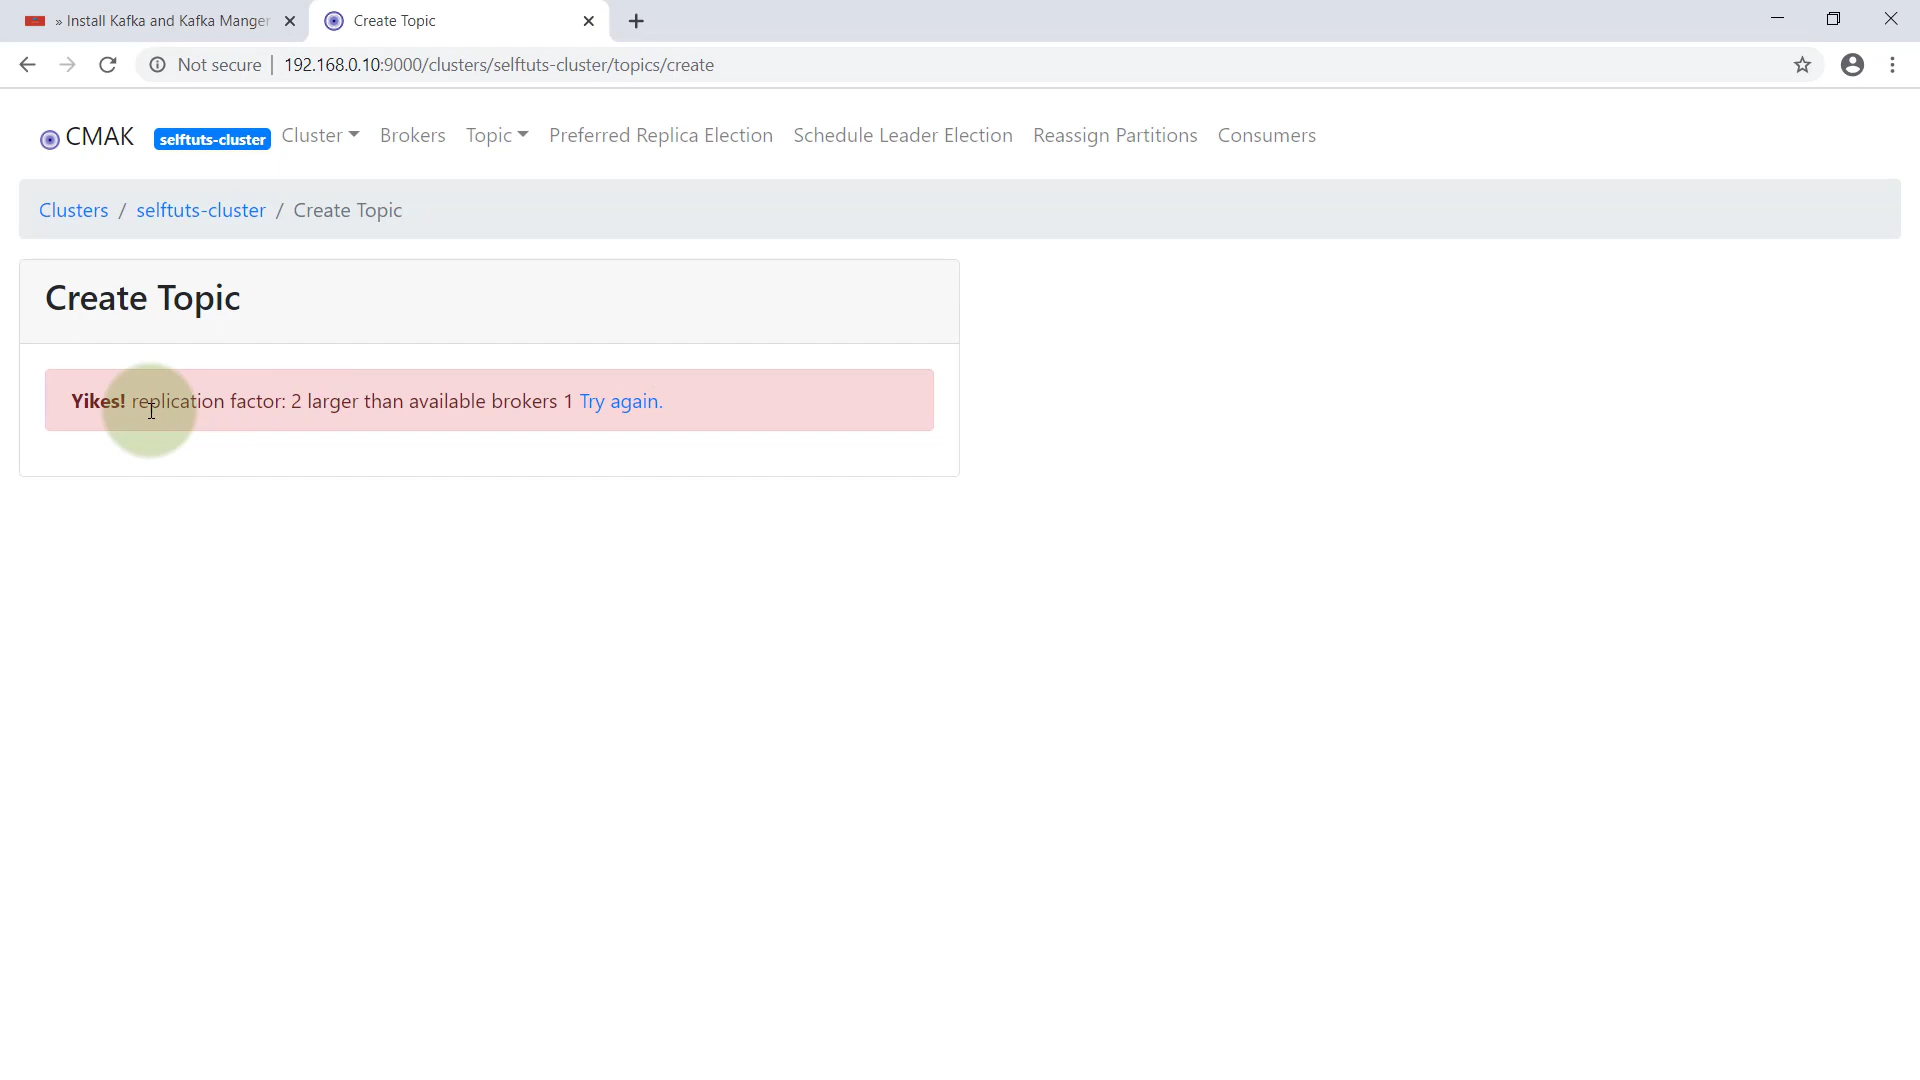 » Install Kafka and Kafka Manger
Create Topic
Not secure
192.168.0.10:9000/clusters/selftuts-cluster/topics/create
CMAK selftuts-cluster Cluster Brokers Topic Preferred Replica Election Schedule Leader Election Reassign Partitions Consumers
Clusters / selftuts-cluster / Create Topic
Create Topic
Yikes! replication factor: 2 larger than available brokers 1 Try again.